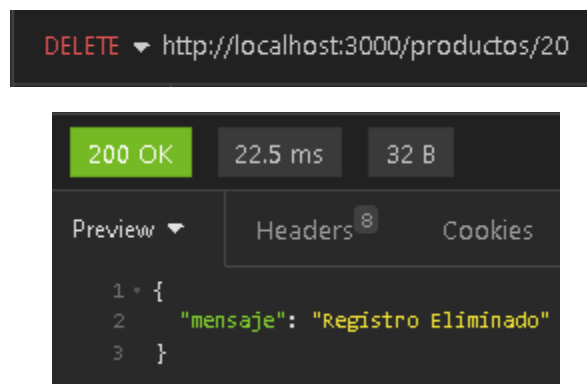 DELETE http://localhost:3000/productos/20
200 OK 22.5 ms 32 B
Preview Headers 8 Cookies
1 {
2 "mensaje": "Registro Eliminado"
3 }